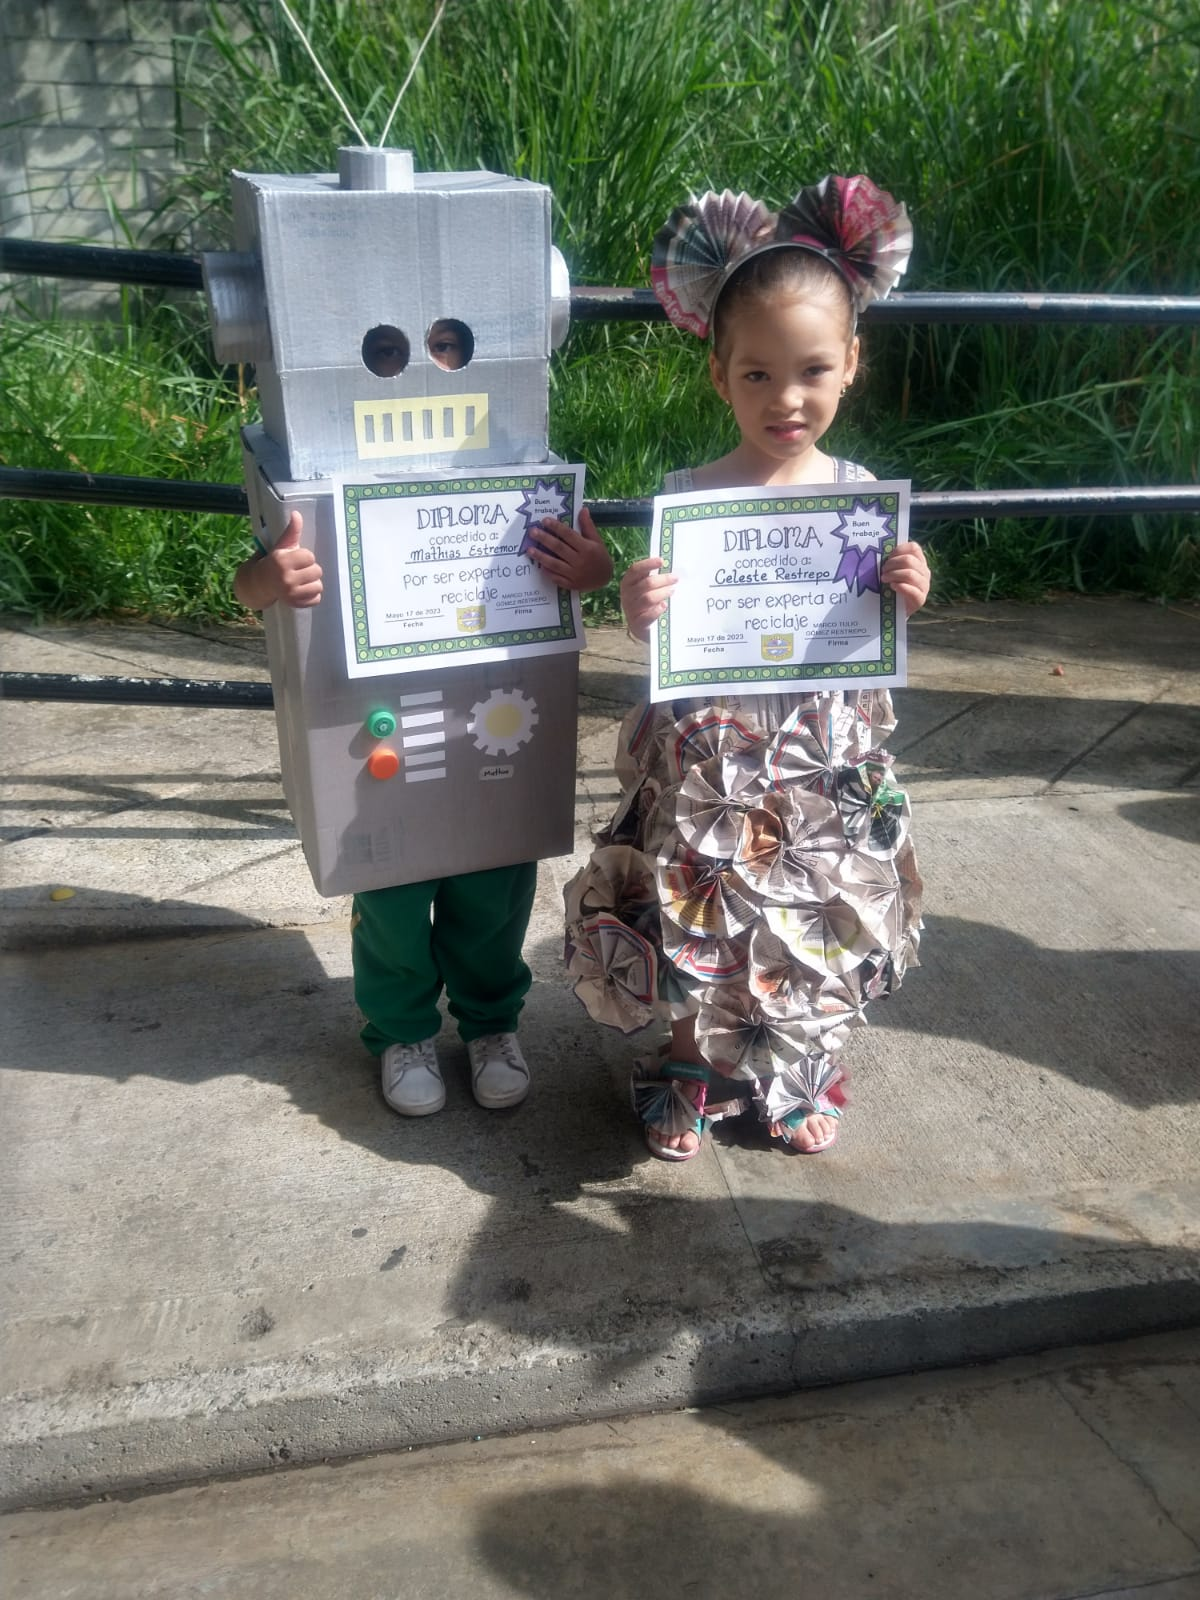 Buen
trabajo
DIPLOMA
concedido a:
Mathias Estremor
por ser experto en
reciclaje
Mayo 17 de 2023
Fecha
MARCO TULIO
GÓMEZ RESTREPO
Firma
Mathias
Buen
trabajo
DIPLOMA
concedido a:
Celeste Restrepo
por ser experta en
reciclaje
Mayo 17 de 2023
Fecha
MARCO TULIO
GÓMEZ RESTREPO
Firma